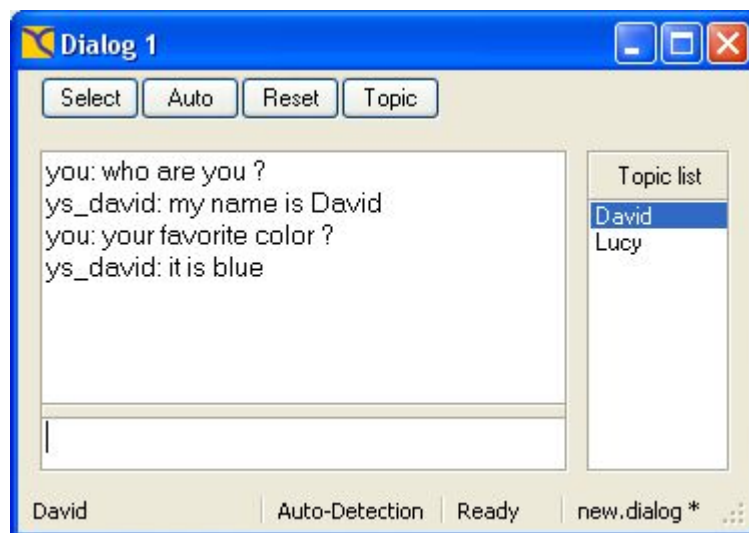 Dialog 1
Select Auto Reset Topic
you: who are you ?
ys_david: my name is David
you: your favorite color ?
ys_david: it is blue
Topic list
David
Lucy
David Auto-Detection Ready new.dialog *